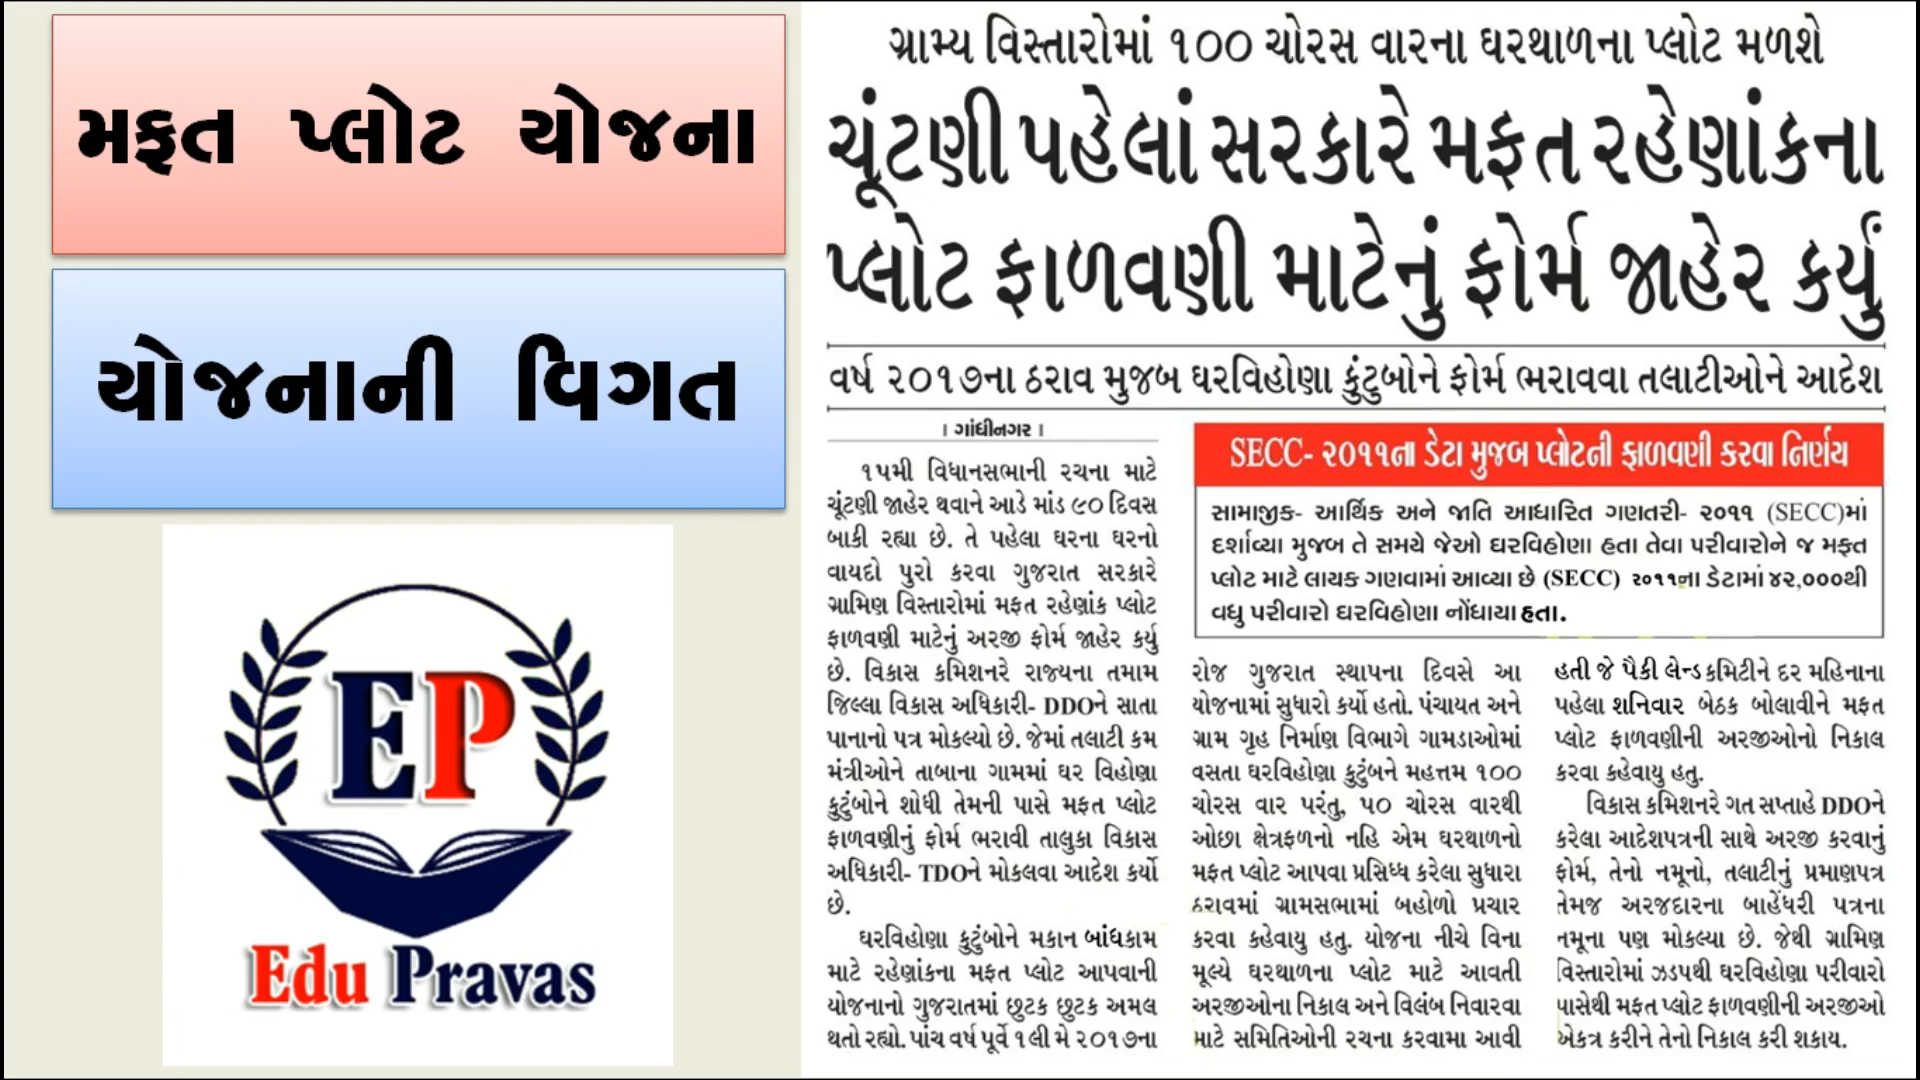 મફત પ્લોટ યોજના
યોજનાની વિગત
EP
Edu Pravas
ગ્રામ્ય વિસ્તારોમાં ૧૦૦ ચોરસ વારના ઘરથાળના પ્લોટ મળશે
ચૂંટણી પહેલાં સરકારે મફત રહેણાંકના
પ્લોટ ફાળવણી માટેનું ફોર્મ જાહેર કર્યું
વર્ષ ૨૦૧૭ના ઠરાવ મુજબ ઘરવિહોણા કુંટુબોને ફોર્મ ભરાવવા તલાટીઓને આદેશ
। ગાંધીનગર ।
૧૫મી વિધાનસભાની રચના માટે
ચૂંટણી જાહેર થવાને આડે માંડ ૯૦ દિવસ
બાકી રહ્યા છે. તે પહેલા ઘરના ઘરનો
વાયદો પુરો કરવા ગુજરાત સરકારે
ગ્રામિણ વિસ્તારોમાં મફત રહેણાંક પ્લોટ
ફાળવણી માટેનું અરજી ફોર્મ જાહેર કર્યુ
છે. વિકાસ કમિશનરે રાજ્યના તમામ
જિલ્લા વિકાસ અધિકારી- DDOને સાતા
પાનાનો પત્ર મોકલ્યો છે. જેમાં તલાટી કમ
મંત્રીઓને તાબાના ગામમાં ઘર વિહોણા
કુટુંબોને શોધી તેમની પાસે મફત પ્લોટ
ફાળવણીનું ફોર્મ ભરાવી તાલુકા વિકાસ
અધિકારી- TDOને મોકલવા આદેશ કર્યો
છે.
ઘરવિહોણા કુટુંબોને મકાન બાંધકામ
માટે રહેણાંકના મફત પ્લોટ આપવાની
યોજનાનો ગુજરાતમાં છુટક છુટક અમલ
થતો રહ્યો. પાંચ વર્ષ પૂર્વે ૧લી મે ૨૦૧૭ના
SECC- ૨૦૧૧ના ડેટા મુજબ પ્લોટની ફાળવણી કરવા નિર્ણય
સામાજીક- આર્થિક અને જાતિ આધારિત ગણતરી- ૨૦૧૧ (SECC)માં
દર્શાવ્યા મુજબ તે સમયે જેઓ ઘરવિહોણા હતા તેવા પરીવારોને જ મફત
પ્લોટ માટે લાયક ગણવામાં આવ્યા છે (SECC) ૨૦૧૧ના ડેટામાં ૪૨,૦૦૦થી
વધુ પરીવારો ઘરવિહોણા નોંધાયા હતા.
રોજ ગુજરાત સ્થાપના દિવસે આ
યોજનામાં સુધારો કર્યો હતો. પંચાયત અને
ગ્રામ ગૃહ નિર્માણ વિભાગે ગામડાઓમાં
વસતા ઘરવિહોણા કુટુંબને મહત્તમ ૧૦૦
ચોરસ વાર પરંતુ, ૫૦ ચોરસ વારથી
ઓછા ક્ષેત્રફળનો નહિ એમ ઘરથાળનો
મફત પ્લોટ આપવા પ્રસિધ્ધ કરેલા સુધારા
ઠરાવમાં ગ્રામસભામાં બહોળો પ્રચાર
કરવા કહેવાયુ હતુ. યોજના નીચે વિના
મૂલ્યે ઘરથાળના પ્લોટ માટે આવતી
અરજીઓના નિકાલ અને વિલંબ નિવારવા
માટે સમિતિઓની રચના કરવામા આવી
હતી જે પૈકી લેન્ડ કમિટીને દર મહિનાના
પહેલા શનિવાર બેઠક બોલાવીને મફત
પ્લોટ ફાળવણીની અરજીઓનો નિકાલ
કરવા કહેવાયુ હતુ.
વિકાસ કમિશનરે ગત સપ્તાહે DDOને
કરેલા આદેશપત્રની સાથે અરજી કરવાનું
ફોર્મ, તેનો નમૂનો, તલાટીનું પ્રમાણપત્ર
તેમજ અરજદારના બાહેંધરી પત્રના
નમૂના પણ મોકલ્યા છે. જેથી ગ્રામિણ
વિસ્તારોમાં ઝડપથી ઘરવિહોણા પરીવારો
પાસેથી મફત પ્લોટ ફાળવણીની અરજીઓ
એકત્ર કરીને તેનો નિકાલ કરી શકાય.